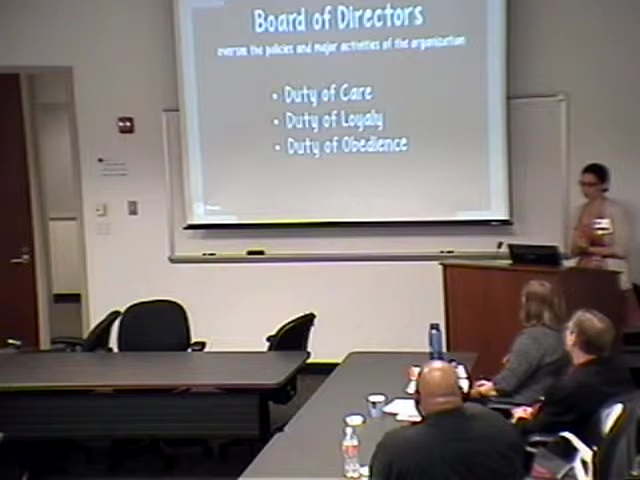 Board of Directors
oversee the policies and major activities of the organization
• Duty of Care
• Duty of Loyalty
• Duty of Obedience